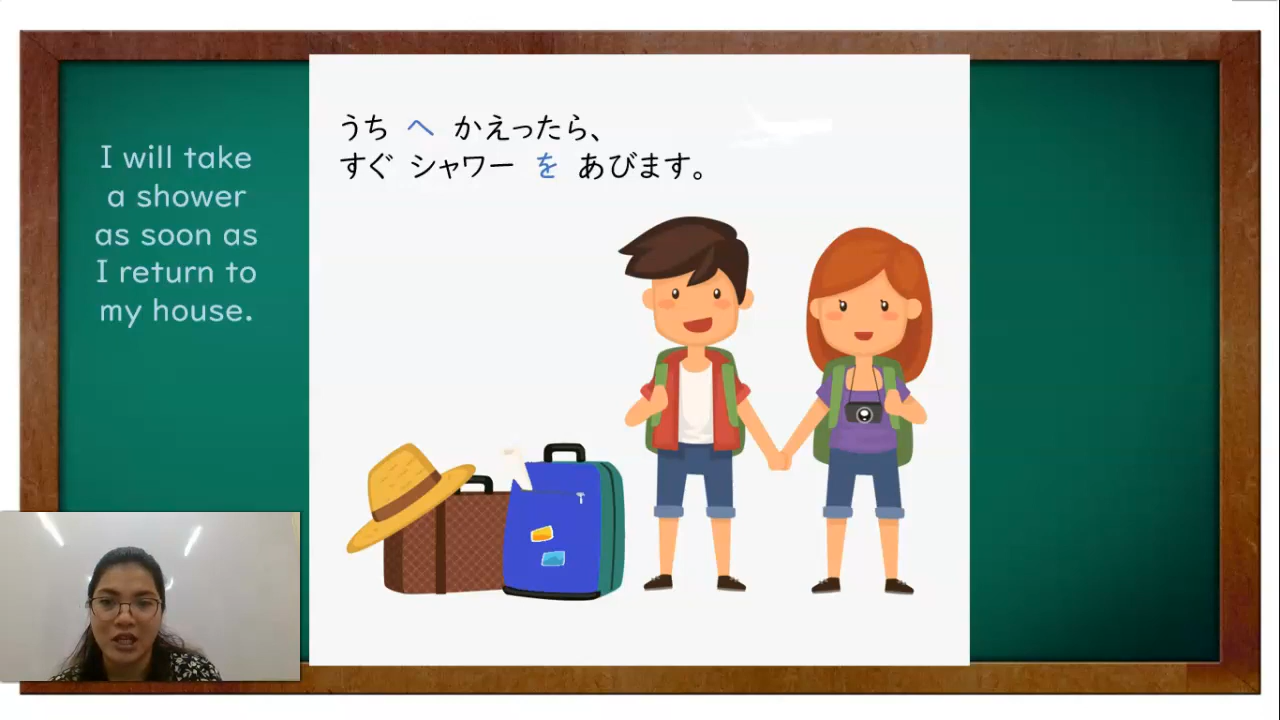 I will take
a shower
as soon as
I return to
my house.
うち へ かえったら、
すぐ シャワー を あびます。